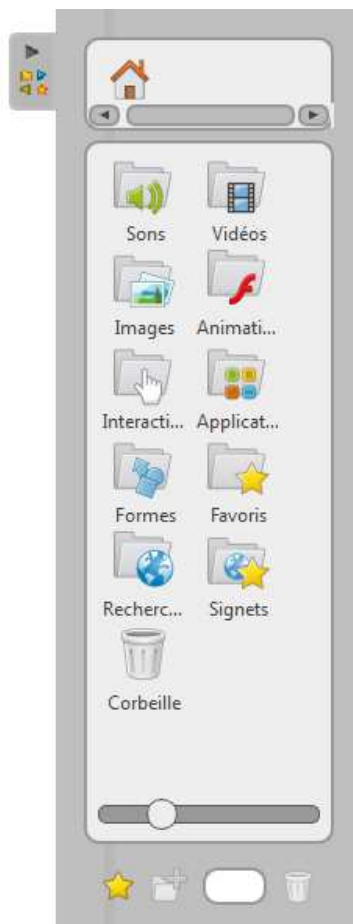 Sons Vidéos
Images Animati...
Interacti... Applicat...
Formes Favoris
Recherc... Signets
Corbeille